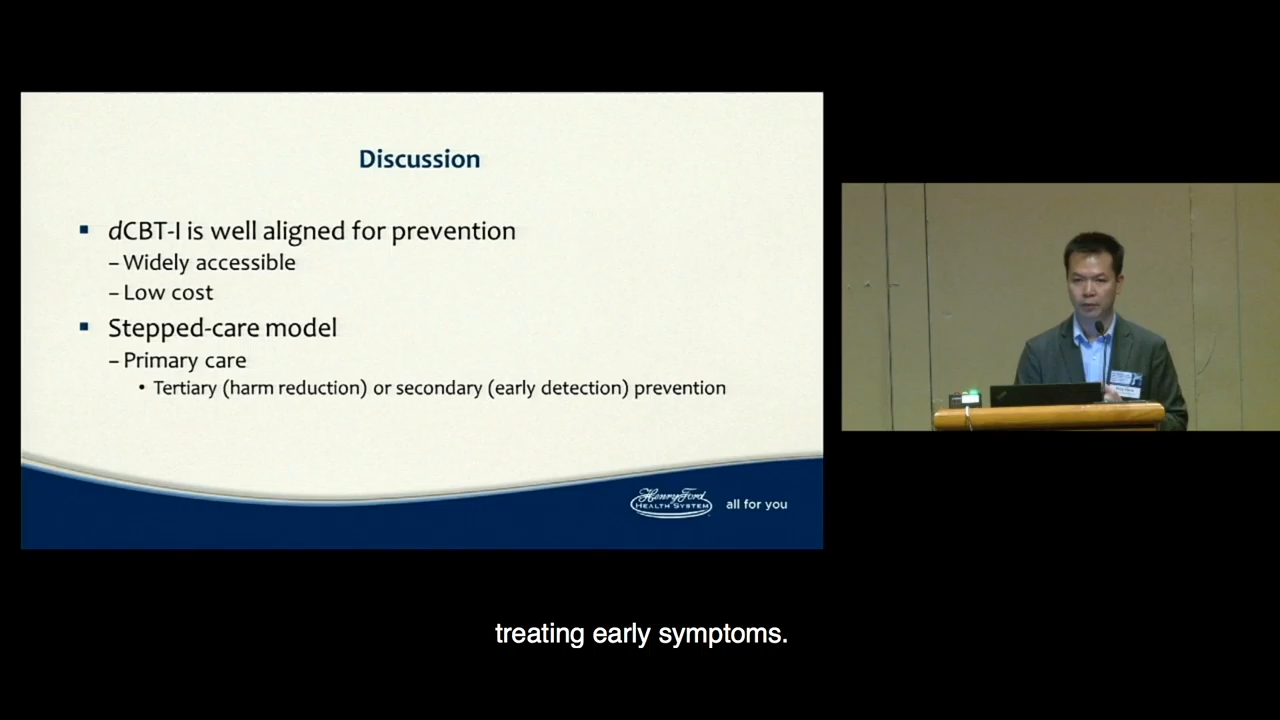 Discussion
▪ dCBT-I is well aligned for prevention
– Widely accessible
– Low cost
▪ Stepped-care model
– Primary care
• Tertiary (harm reduction) or secondary (early detection) prevention
Henry Ford
HEALTH SYSTEM
all for you
treating early symptoms.